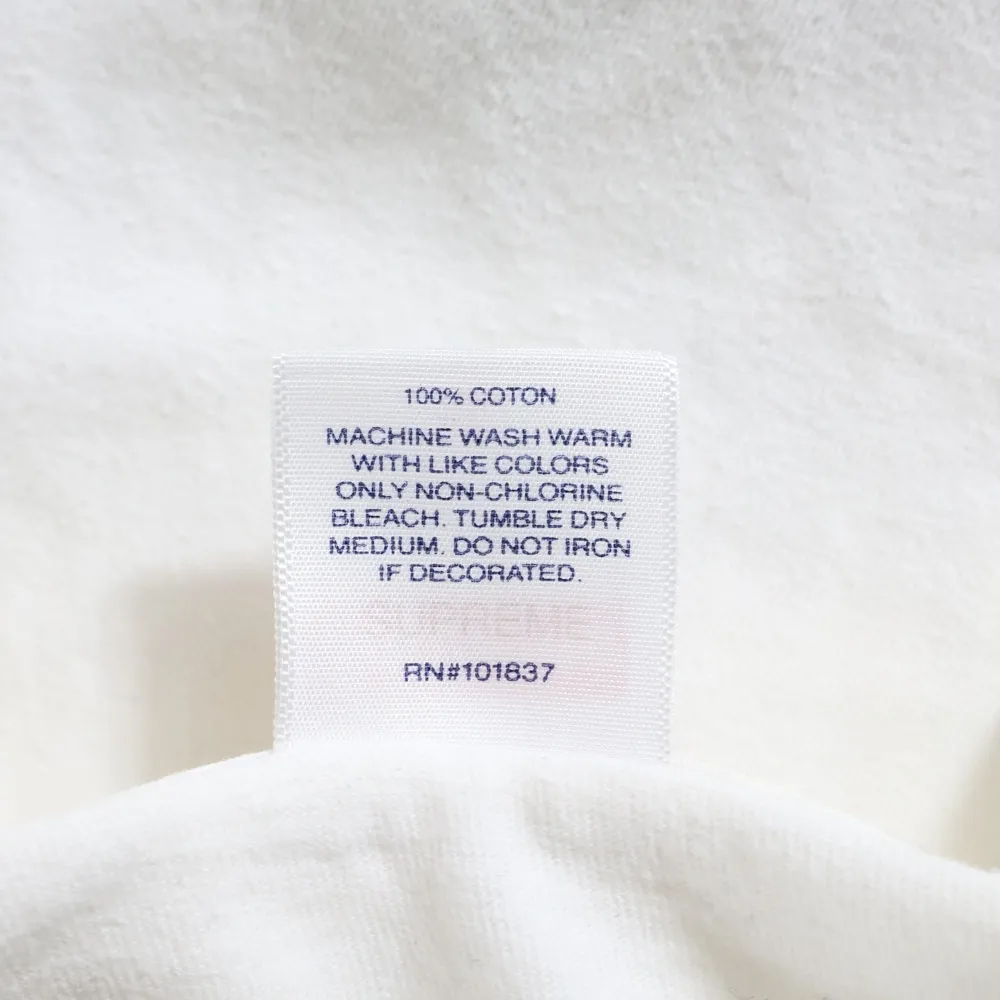 100% COTON
MACHINE WASH WARM
WITH LIKE COLORS
ONLY NON-CHLORINE
BLEACH. TUMBLE DRY
MEDIUM. DO NOT IRON
IF DECORATED.
SUPREME
RN#101837